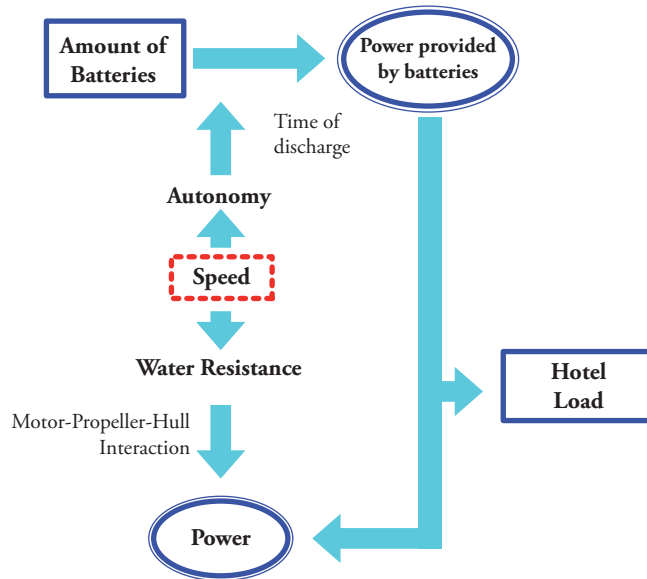 Amount of
Batteries
Power provided
by batteries
Time of
discharge
Autonomy
Speed
Water Resistance
Hotel
Load
Motor-Propeller-Hull
Interaction
Power